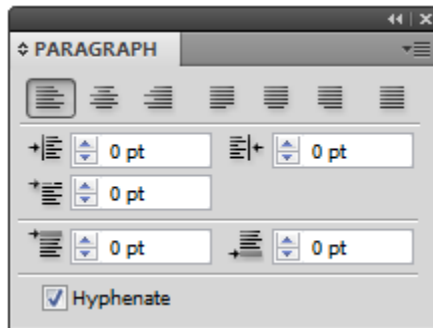 PARAGRAPH
0 pt 0 pt
0 pt
0 pt 0 pt
Hyphenate